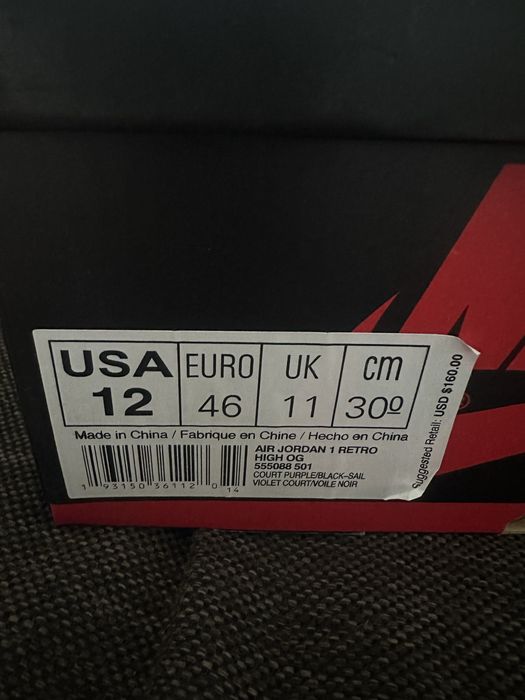 USA EURO UK cm
12 46 11 30º
Made in China / Fabrique en Chine / Hecho en China
AIR JORDAN 1 RETRO
HIGH OG
555088 501
COURT PURPLE/BLACK–SAIL
VIOLET COURT/VOILE NOIR
1 93150 36112 0 14
Suggested Retail: USD $160.00